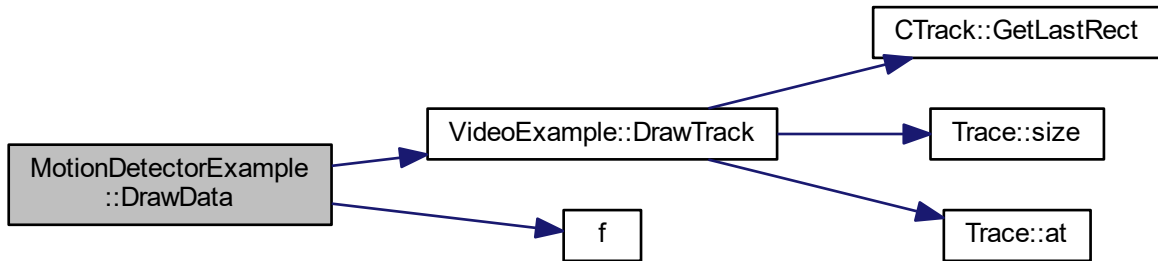 MotionDetectorExample
::DrawData
VideoExample::DrawTrack
f
CTrack::GetLastRect
Trace::size
Trace::at